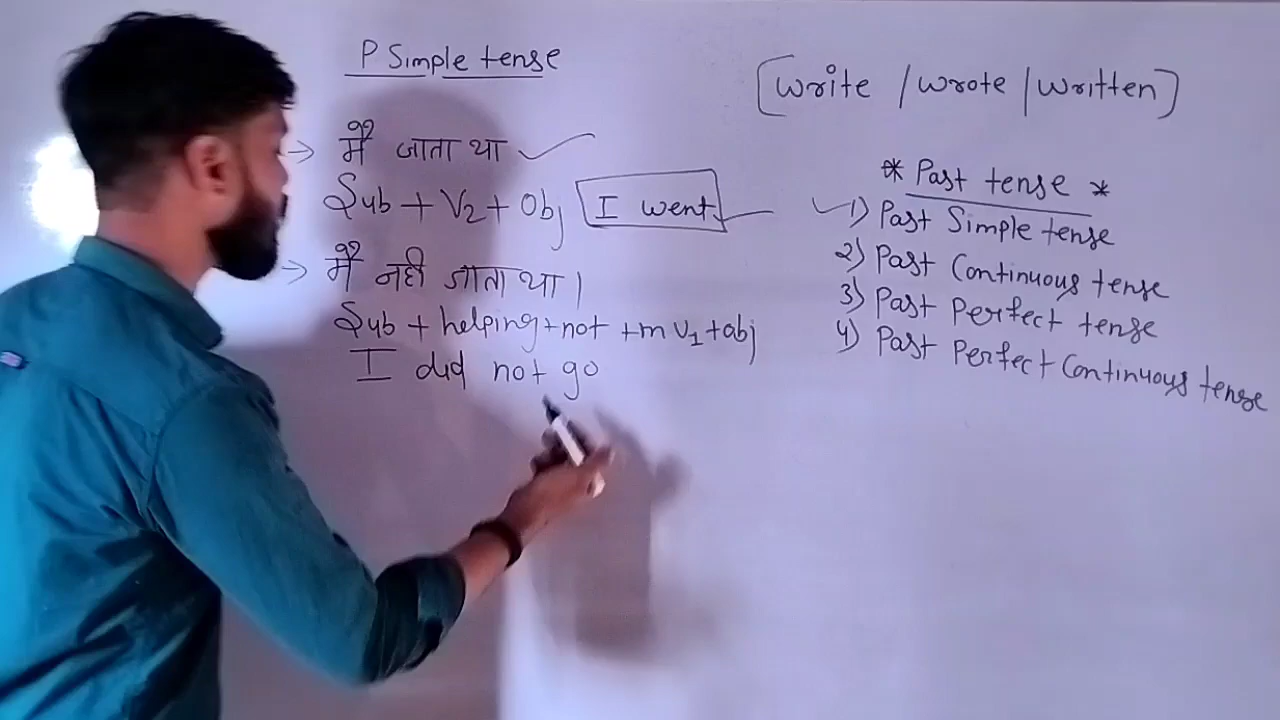 P Simple tense
→ मैं जाता था ✓
Sub + V₂ + Obj I went
→ मैं नही जाता था।
Sub + helping + not + m V₁ + obj
I did not go
[write / wrote / written]
* Past tense *
✓ 1) Past Simple tense
2) Past Continuous tense
3) Past Perfect tense
4) Past Perfect Continuous tense